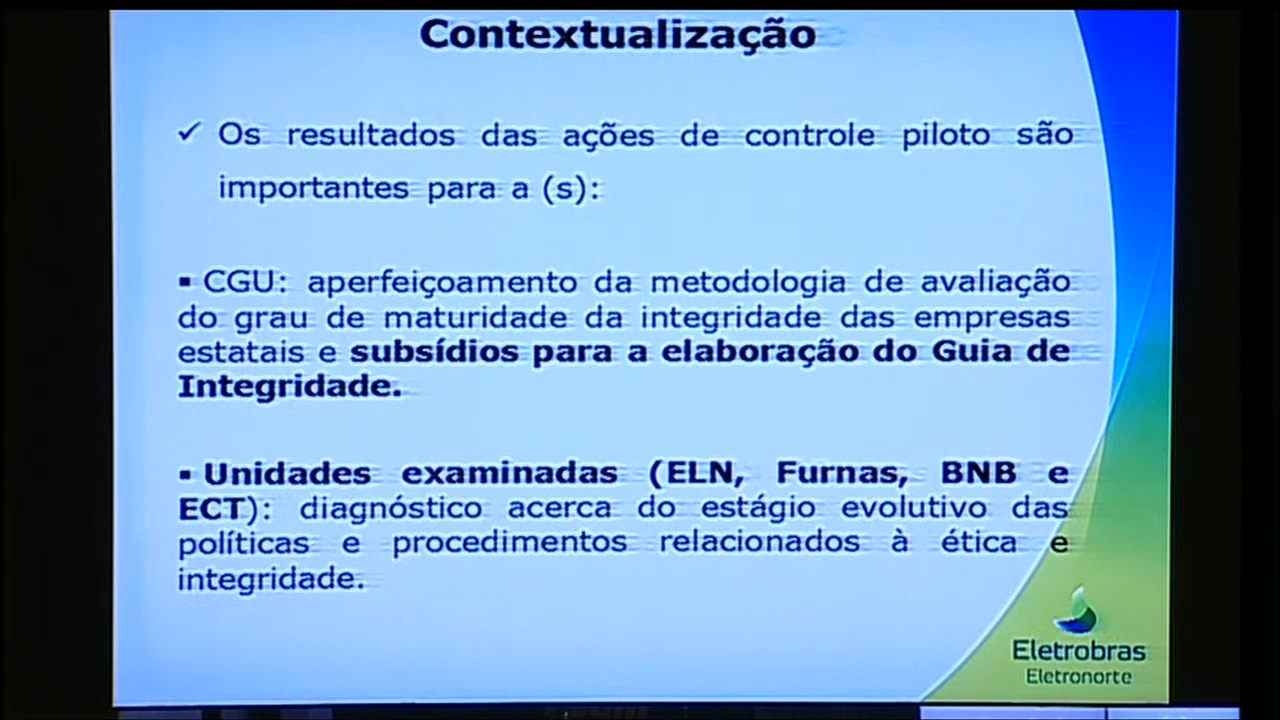 Contextualização
✓ Os resultados das ações de controle piloto são
importantes para a (s):
▪ CGU: aperfeiçoamento da metodologia de avaliação
do grau de maturidade da integridade das empresas
estatais e subsídios para a elaboração do Guia de
Integridade.
▪ Unidades examinadas (ELN, Furnas, BNB e
ECT): diagnóstico acerca do estágio evolutivo das
políticas e procedimentos relacionados à ética e
integridade.
Eletrobras
Eletronorte